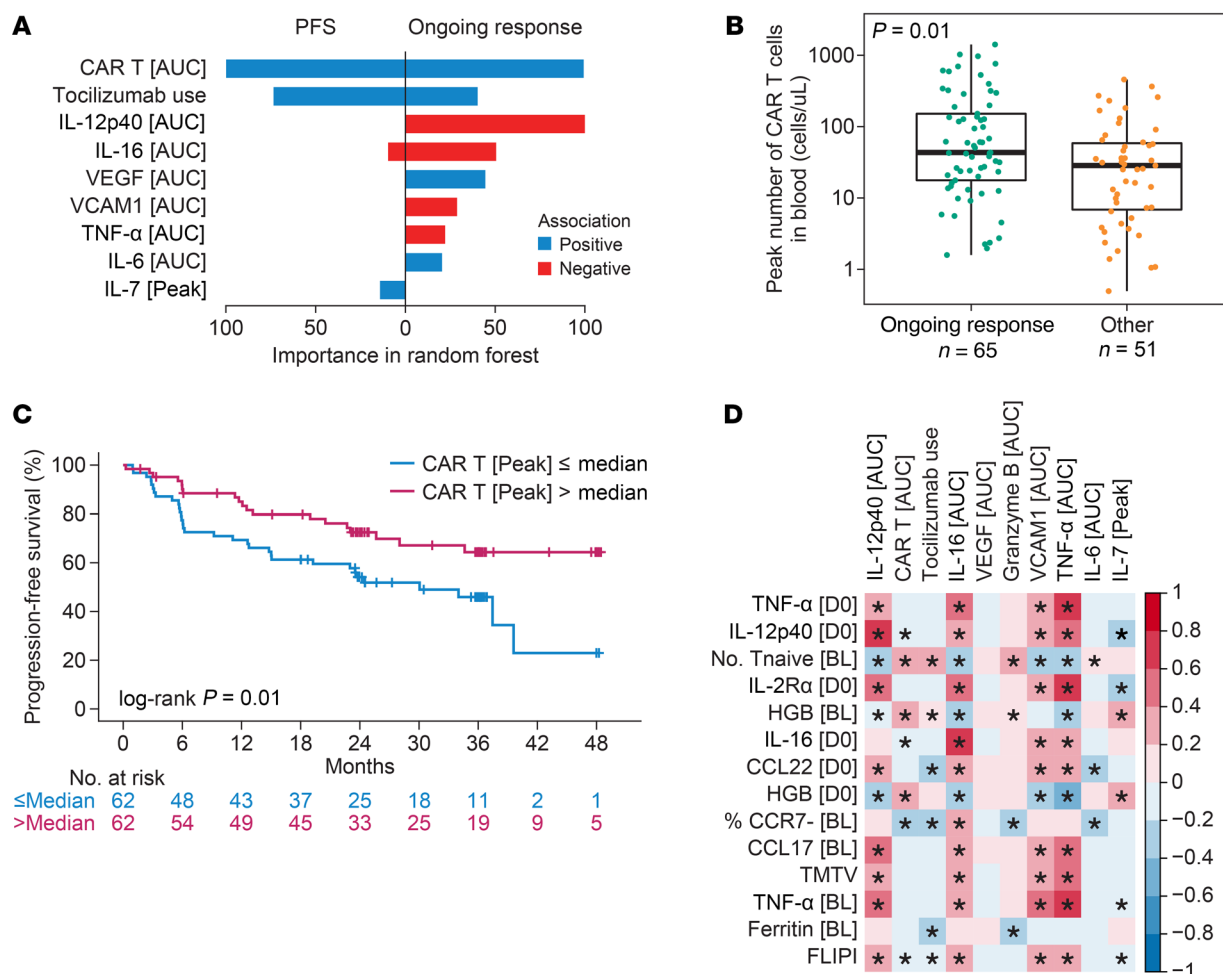 A
PFS
Ongoing response
CAR T [AUC]
Tocilizumab use
IL-12p40 [AUC]
IL-16 [AUC]
VEGF [AUC]
VCAM1 [AUC]
TNF-α [AUC]
IL-6 [AUC]
IL-7 [Peak]
Association
Positive
Negative
100 50 0 50 100
Importance in random forest
B
P = 0.01
Peak number of CAR T cells
in blood (cells/uL)
1000
100
10
1
Ongoing response
n = 65
Other
n = 51
C
Progression-free survival (%)
100
80
60
40
20
0
CAR T [Peak] ≤ median
CAR T [Peak] > median
log-rank P = 0.01
0 6 12 18 24 30 36 42 48
Months
No. at risk
≤Median 62 48 43 37 25 18 11 2 1
>Median 62 54 49 45 33 25 19 9 5
D
IL-12p40 [AUC]
CAR T [AUC]
Tocilizumab use
IL-16 [AUC]
VEGF [AUC]
Granzyme B [AUC]
VCAM1 [AUC]
TNF-α [AUC]
IL-6 [AUC]
IL-7 [Peak]
TNF-α [D0] * * * *
IL-12p40 [D0] * * * * * *
No. Tnaive [BL] * * * * * * * *
IL-2Rα [D0] * * * * *
HGB [BL] * * * * * * *
IL-16 [D0] * * * *
CCL22 [D0] * * * * * *
HGB [D0] * * * * * *
% CCR7- [BL] * * * * *
CCL17 [BL] * * * *
TMTV * * * *
TNF-α [BL] * * * * *
Ferritin [BL] * *
FLIPI * * * * * * *
1
0.8
0.6
0.4
0.2
0
−0.2
−0.4
−0.6
−0.8
−1